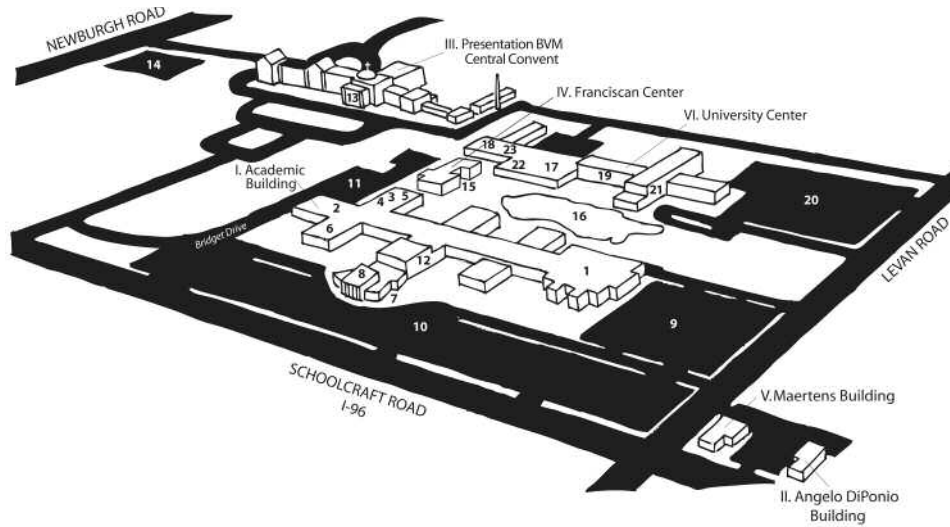 NEWBURGH ROAD
14
III. Presentation BVM
Central Convent
13
IV. Franciscan Center
VI. University Center
18
23
22
17
19
21
20
I. Academic
Building
11
15
2
4
3
5
16
6
Bridget Drive
12
8
7
1
LEVAN ROAD
10
9
SCHOOLCRAFT ROAD
I-96
V. Maertens Building
II. Angelo DiPonio
Building